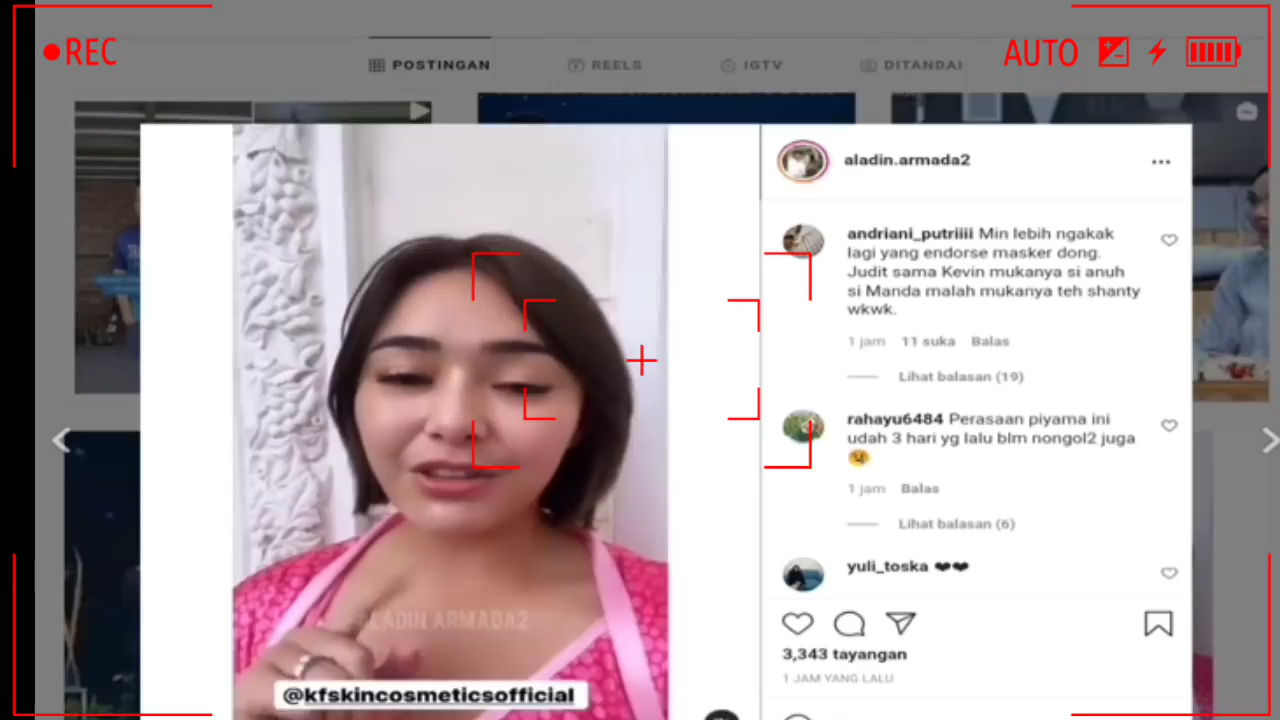 REC
AUTO
POSTINGAN
REELS
IGTV
DITANDAI
aladin.armada2
andriani_putriiii Min lebih ngakak
lagi yang endorse masker dong.
Judit sama Kevin mukanya si anuh
si Manda malah mukanya teh shanty
wkwk.
1 jam 11 suka Balas
Lihat balasan (19)
rahayu6484 Perasaan piyama ini
udah 3 hari yg lalu blm nongol2 juga
😢
1 jam Balas
Lihat balasan (6)
yuli_toska ❤❤
3,343 tayangan
1 JAM YANG LALU
ALADIN ARMADA2
@kfskincosmeticsofficial